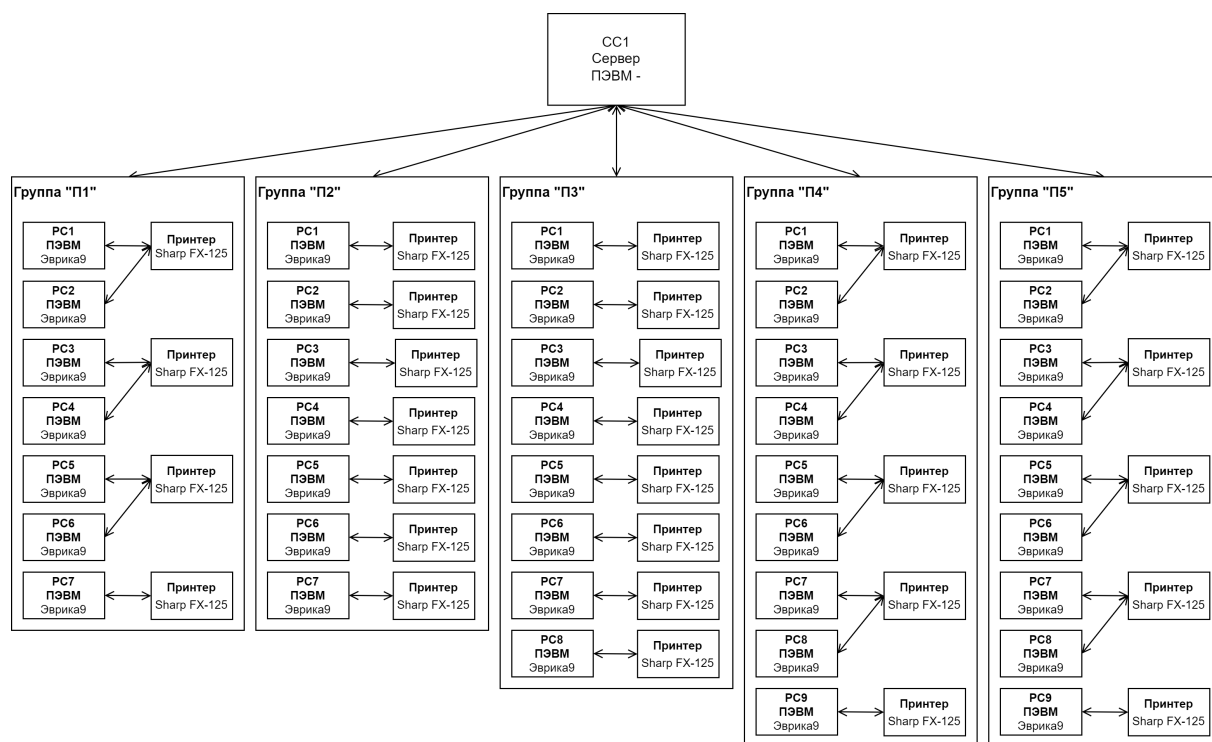 СС1
Сервер
ПЭВМ -
Группа "П1"
РС1
ПЭВМ
Эврика9
Принтер
Sharp FX-125
РС2
ПЭВМ
Эврика9
РС3
ПЭВМ
Эврика9
Принтер
Sharp FX-125
РС4
ПЭВМ
Эврика9
РС5
ПЭВМ
Эврика9
Принтер
Sharp FX-125
РС6
ПЭВМ
Эврика9
РС7
ПЭВМ
Эврика9
Принтер
Sharp FX-125
Группа "П2"
РС1
ПЭВМ
Эврика9
Принтер
Sharp FX-125
РС2
ПЭВМ
Эврика9
Принтер
Sharp FX-125
РС3
ПЭВМ
Эврика9
Принтер
Sharp FX-125
РС4
ПЭВМ
Эврика9
Принтер
Sharp FX-125
РС5
ПЭВМ
Эврика9
Принтер
Sharp FX-125
РС6
ПЭВМ
Эврика9
Принтер
Sharp FX-125
РС7
ПЭВМ
Эврика9
Принтер
Sharp FX-125
Группа "П3"
РС1
ПЭВМ
Эврика9
Принтер
Sharp FX-125
РС2
ПЭВМ
Эврика9
Принтер
Sharp FX-125
РС3
ПЭВМ
Эврика9
Принтер
Sharp FX-125
РС4
ПЭВМ
Эврика9
Принтер
Sharp FX-125
РС5
ПЭВМ
Эврика9
Принтер
Sharp FX-125
РС6
ПЭВМ
Эврика9
Принтер
Sharp FX-125
РС7
ПЭВМ
Эврика9
Принтер
Sharp FX-125
РС8
ПЭВМ
Эврика9
Принтер
Sharp FX-125
Группа "П4"
РС1
ПЭВМ
Эврика9
Принтер
Sharp FX-125
РС2
ПЭВМ
Эврика9
РС3
ПЭВМ
Эврика9
Принтер
Sharp FX-125
РС4
ПЭВМ
Эврика9
РС5
ПЭВМ
Эврика9
Принтер
Sharp FX-125
РС6
ПЭВМ
Эврика9
РС7
ПЭВМ
Эврика9
Принтер
Sharp FX-125
РС8
ПЭВМ
Эврика9
РС9
ПЭВМ
Эврика9
Принтер
Sharp FX-125
Группа "П5"
РС1
ПЭВМ
Эврика9
Принтер
Sharp FX-125
РС2
ПЭВМ
Эврика9
РС3
ПЭВМ
Эврика9
Принтер
Sharp FX-125
РС4
ПЭВМ
Эврика9
РС5
ПЭВМ
Эврика9
Принтер
Sharp FX-125
РС6
ПЭВМ
Эврика9
РС7
ПЭВМ
Эврика9
Принтер
Sharp FX-125
РС8
ПЭВМ
Эврика9
РС9
ПЭВМ
Эврика9
Принтер
Sharp FX-125